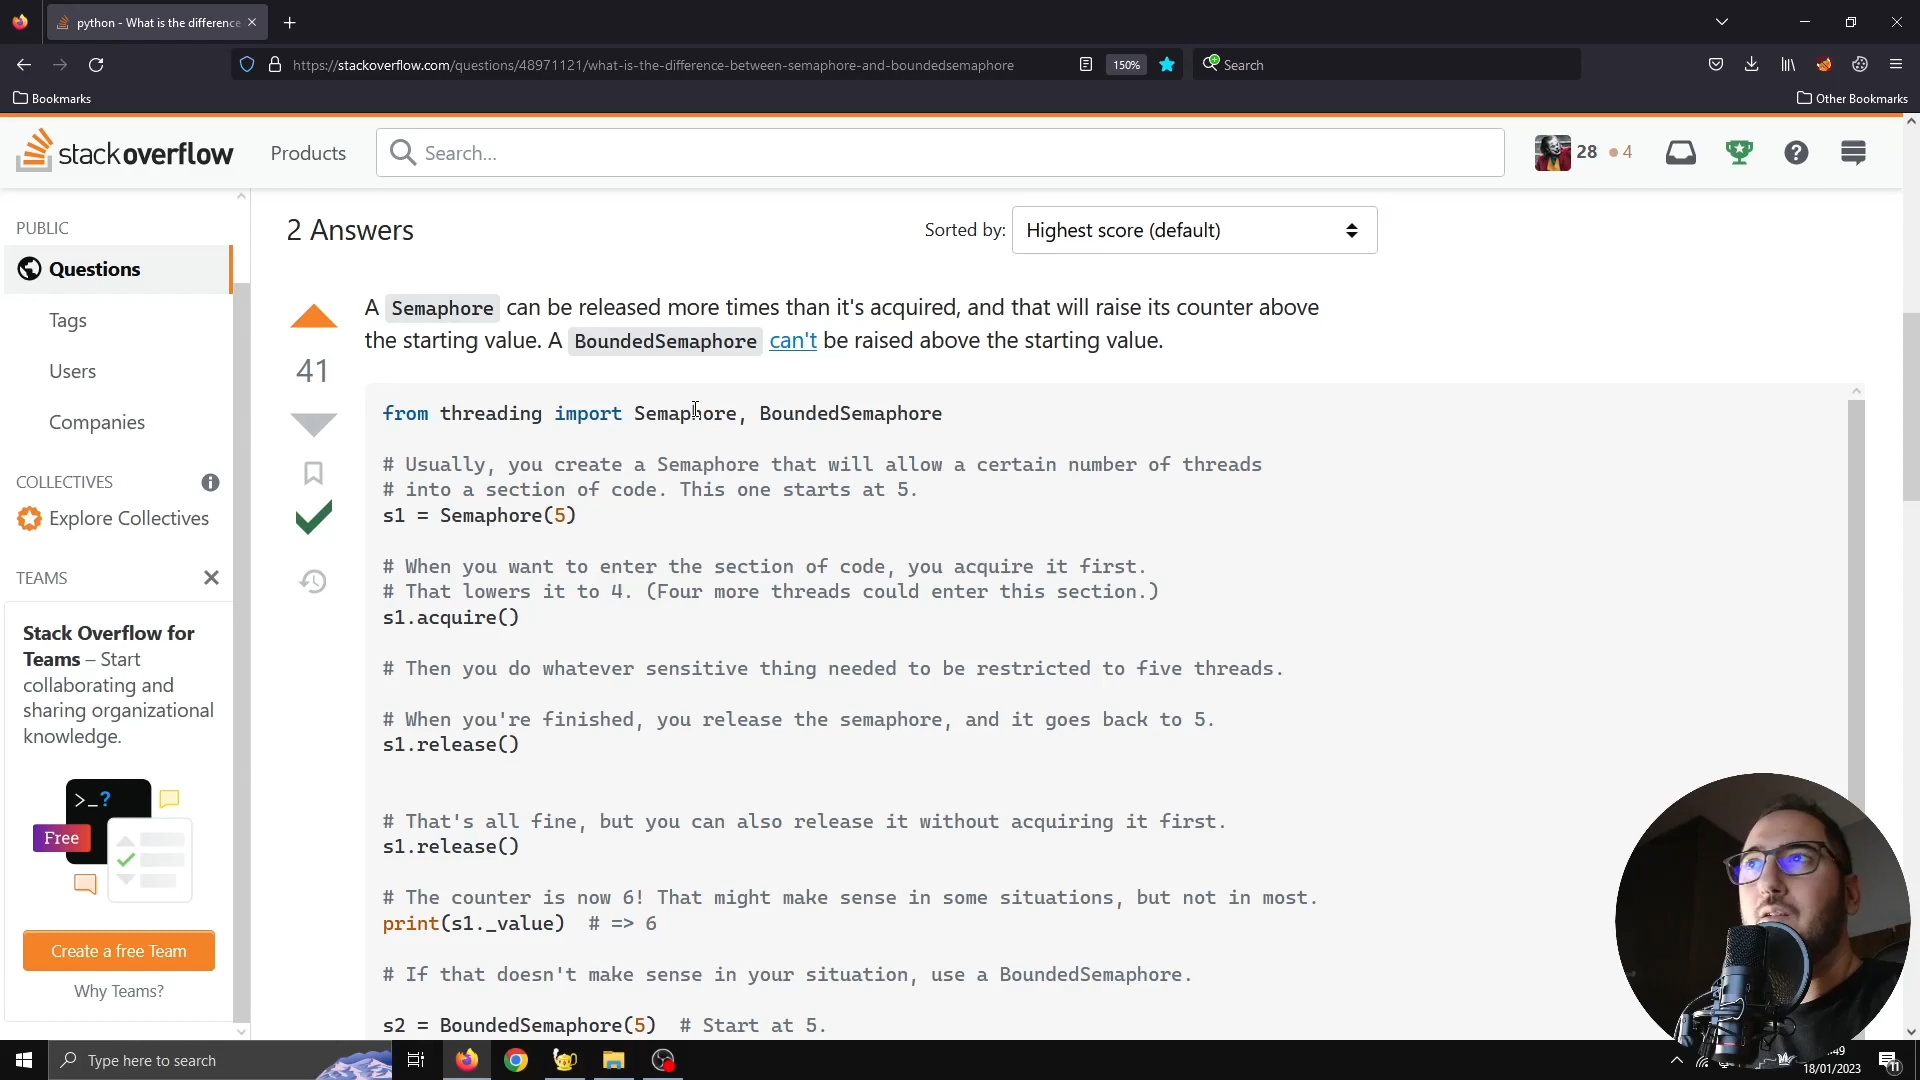 python - What is the difference
https://stackoverflow.com/questions/48971121/what-is-the-difference-between-semaphore-and-boundedsemaphore
150%
Search
Bookmarks
Other Bookmarks
stackoverflow
Products
Search...
28
4
PUBLIC
Questions
Tags
Users
Companies
COLLECTIVES
Explore Collectives
TEAMS
Stack Overflow for
Teams – Start
collaborating and
sharing organizational
knowledge.
>_?
Free
Create a free Team
Why Teams?
2 Answers
Sorted by:
Highest score (default)
41
A Semaphore can be released more times than it's acquired, and that will raise its counter above
the starting value. A BoundedSemaphore can't be raised above the starting value.
from threading import Semaphore, BoundedSemaphore
# Usually, you create a Semaphore that will allow a certain number of threads
# into a section of code. This one starts at 5.
s1 = Semaphore(5)
# When you want to enter the section of code, you acquire it first.
# That lowers it to 4. (Four more threads could enter this section.)
s1.acquire()
# Then you do whatever sensitive thing needed to be restricted to five threads.
# When you're finished, you release the semaphore, and it goes back to 5.
s1.release()
# That's all fine, but you can also release it without acquiring it first.
s1.release()
# The counter is now 6! That might make sense in some situations, but not in most.
print(s1._value)  # => 6
# If that doesn't make sense in your situation, use a BoundedSemaphore.
s2 = BoundedSemaphore(5)  # Start at 5.
Type here to search
49
18/01/2023
11